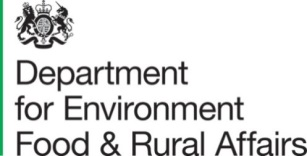 Department
for Environment
Food & Rural Affairs